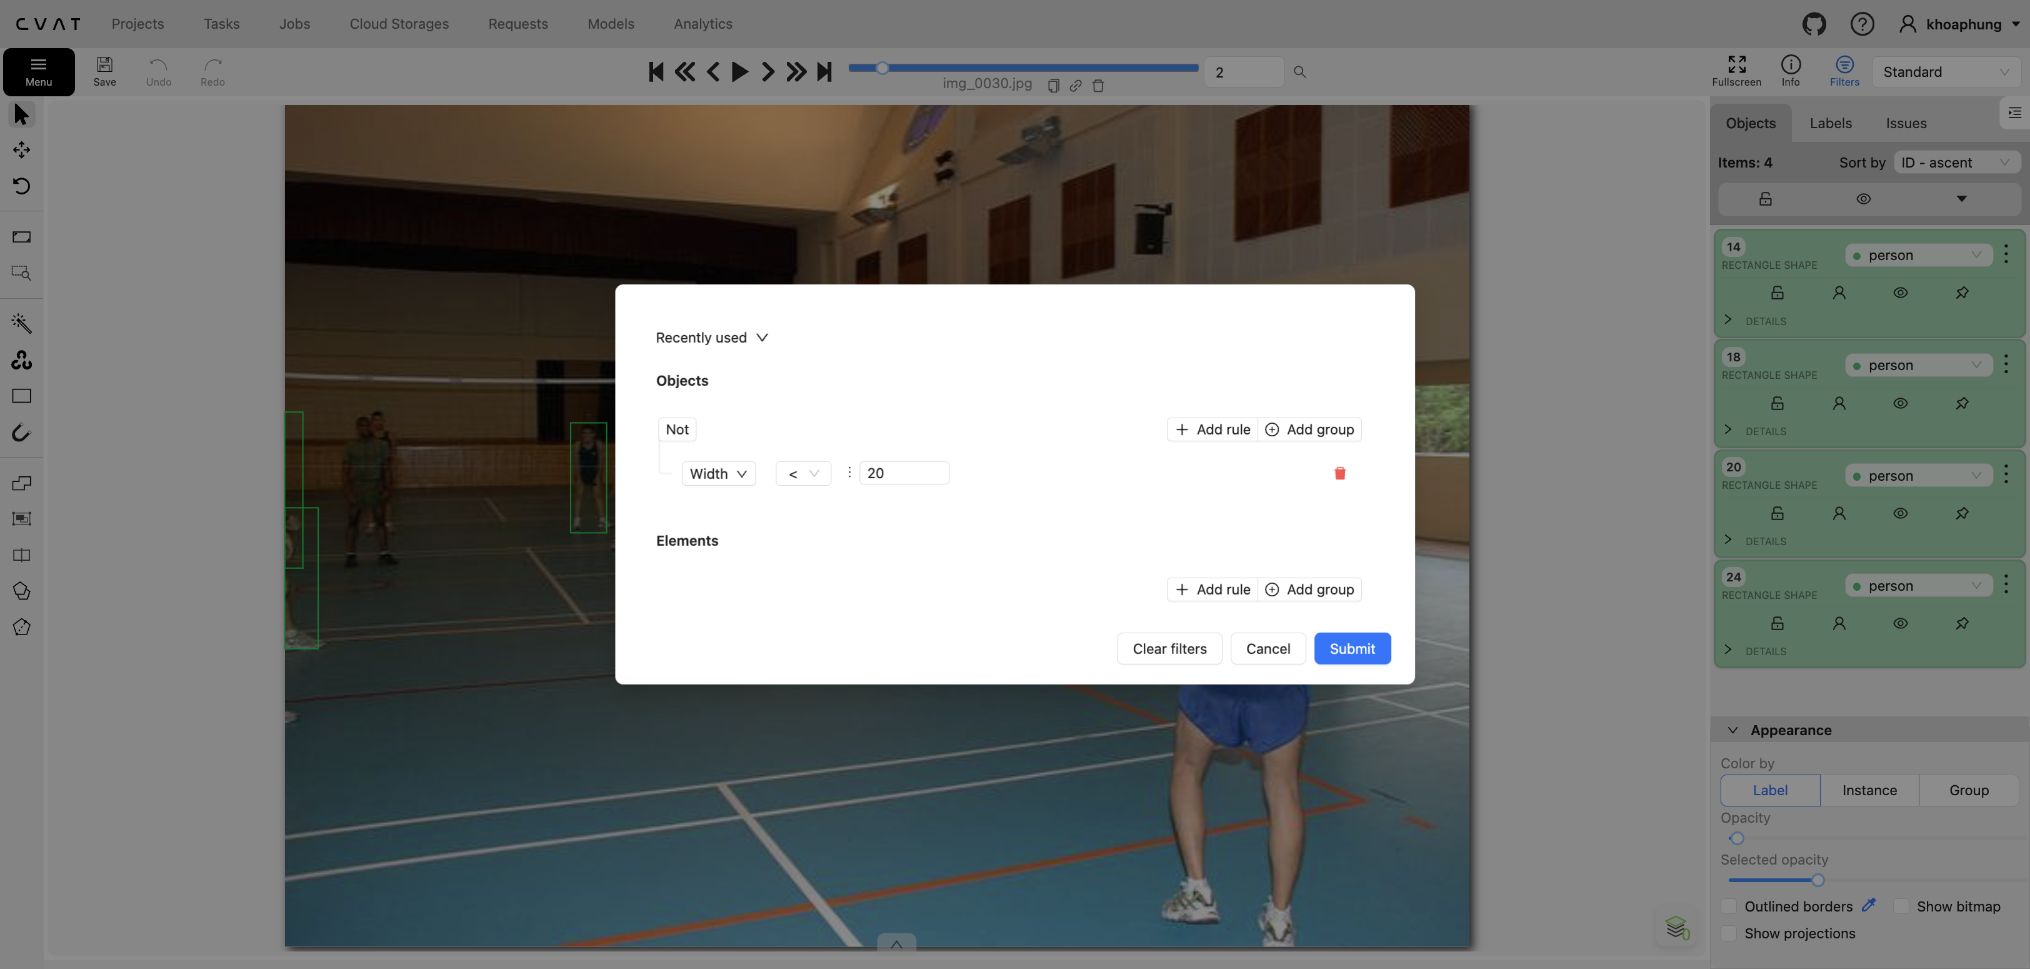 CVAT Projects Tasks Jobs Cloud Storages Requests Models Analytics khoaphung
Menu Save Undo Redo
img_0030.jpg
2
Fullscreen Info Filters Standard
Objects Labels Issues
Items: 4 Sort by ID - ascent
14 person
RECTANGLE SHAPE
DETAILS
18 person
RECTANGLE SHAPE
DETAILS
20 person
RECTANGLE SHAPE
DETAILS
24 person
RECTANGLE SHAPE
DETAILS
Recently used
Objects
Not + Add rule Add group
Width < : 20
Elements
+ Add rule Add group
Clear filters Cancel Submit
Appearance
Color by
Label Instance Group
Opacity
Selected opacity
Outlined borders Show bitmap
Show projections
0